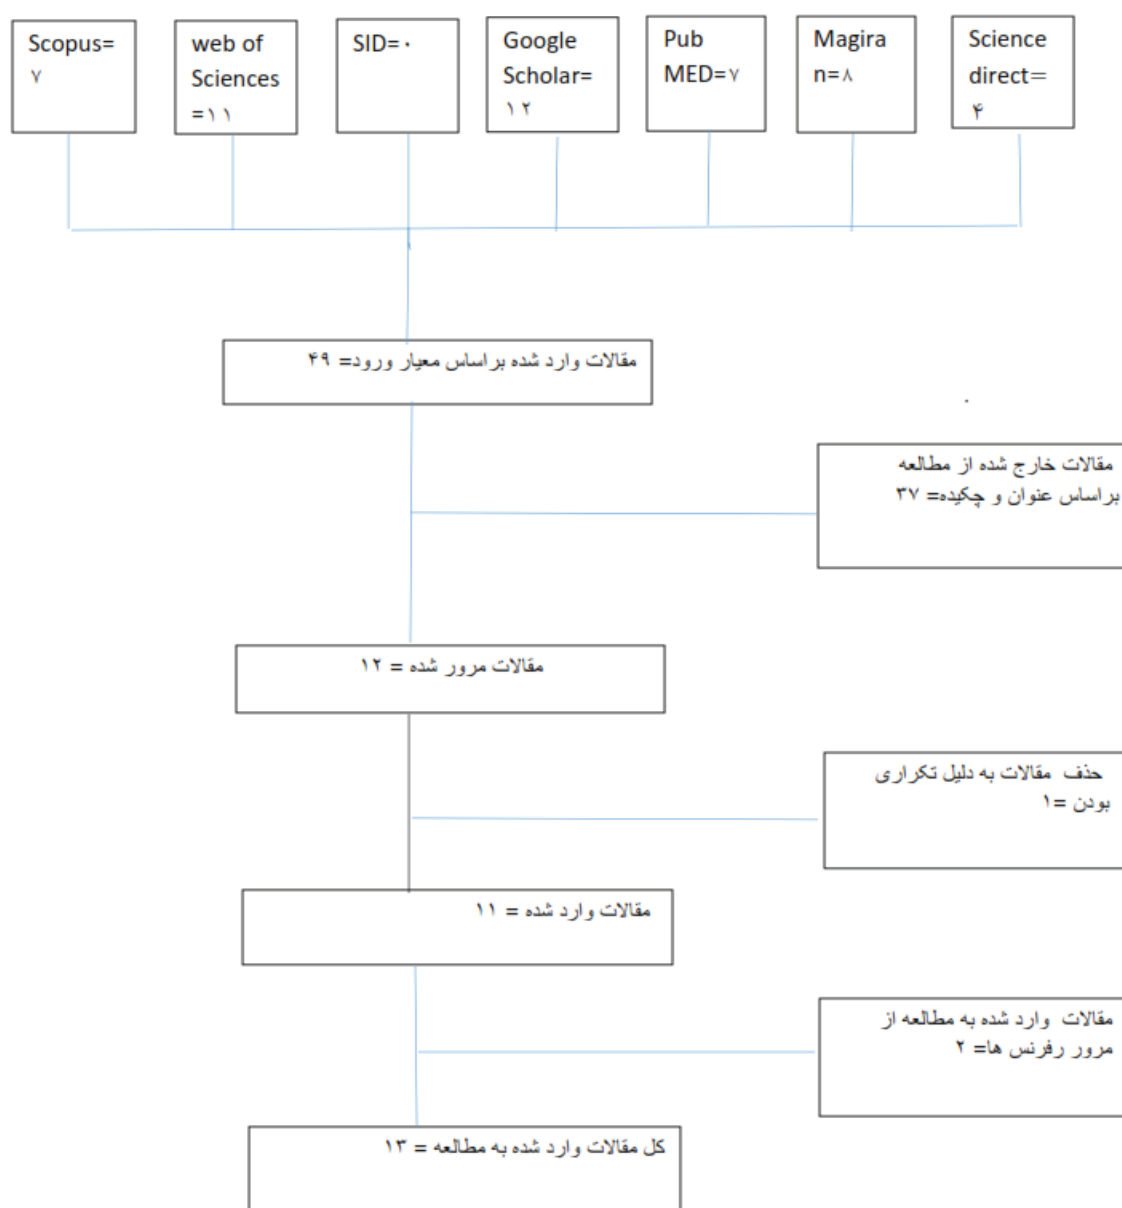 Scopus=
۷
web of
Sciences
=۱۱
SID=۰
Google
Scholar=
۱۲
Pub
MED=۷
Magira
n=۸
Science
direct=
۴
مقالات وارد شده براساس معیار ورود= ۴۹
مقالات خارج شده از مطالعه
براساس عنوان و چکیده= ۳۷
مقالات مرور شده = ۱۲
حذف مقالات به دلیل تکراری
بودن =۱
مقالات وارد شده = ۱۱
مقالات وارد شده به مطالعه از
مرور رفرنس ها= ۲
کل مقالات وارد شده به مطالعه = ۱۳